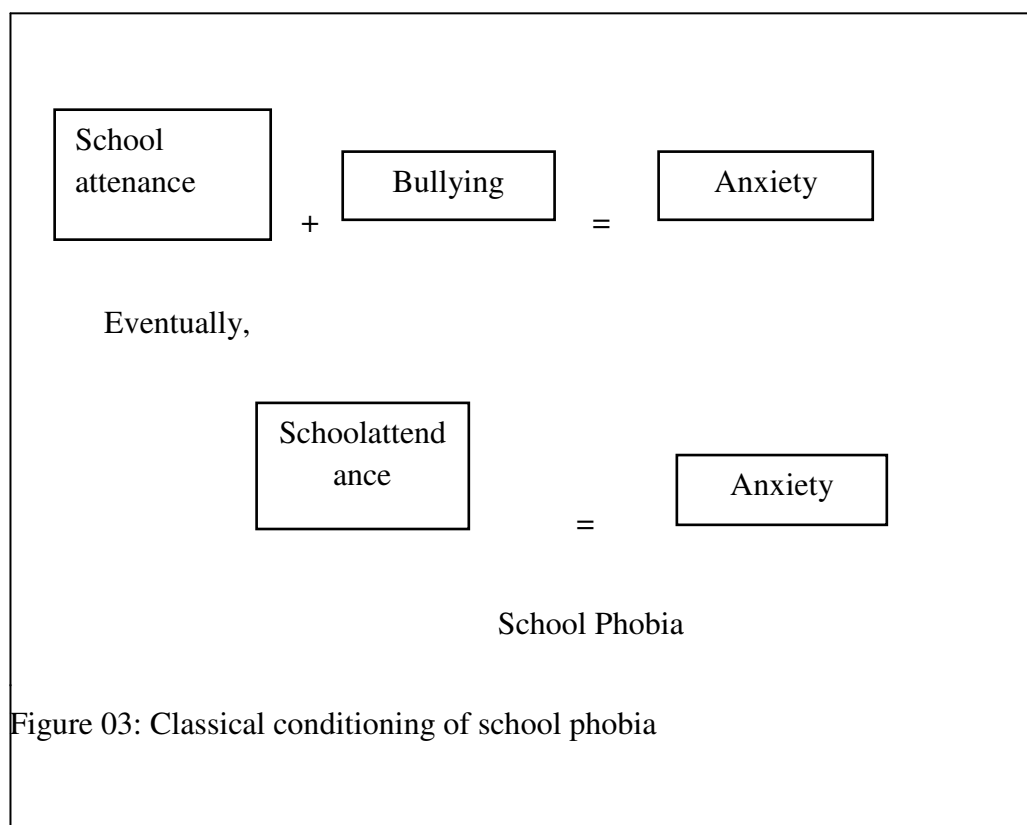 School
attenance
+
Bullying
=
Anxiety
Eventually,
Schoolattend
ance
=
Anxiety
School Phobia
Figure 03: Classical conditioning of school phobia